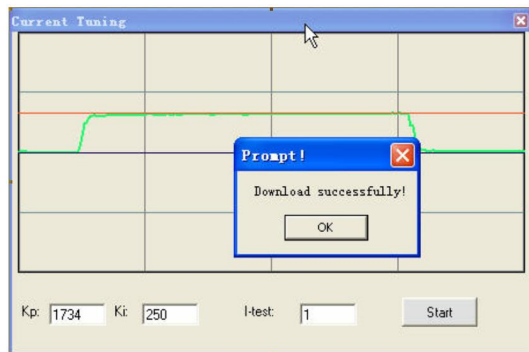 Current Tuning
Prompt!
Download successfully!
OK
Kp: 1734 Ki: 250 I-test: 1 Start